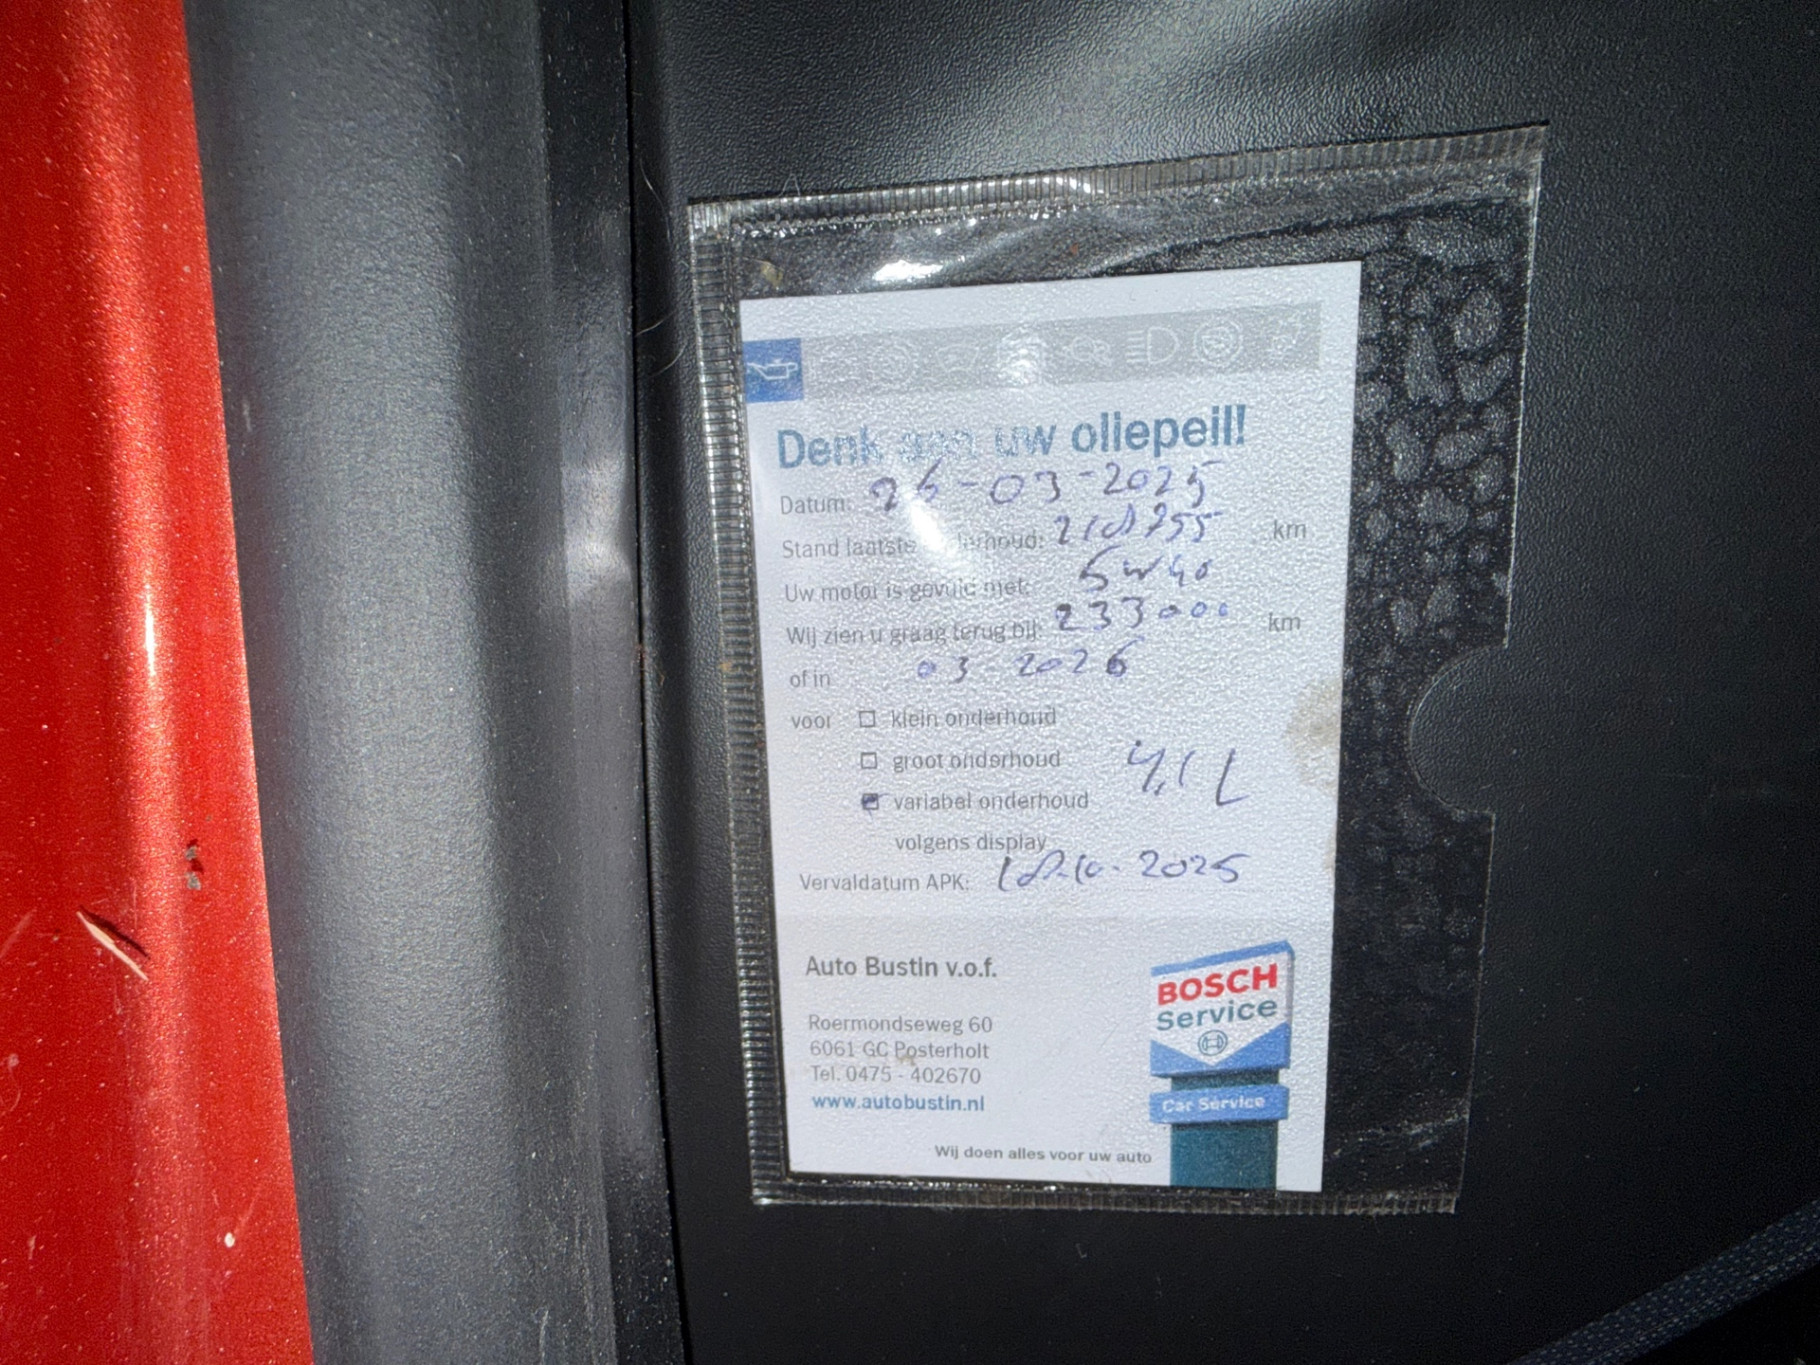 Denk aan uw oliepeil!
Datum: 26-03-2025
Stand laatste onderhoud: km
Uw motor is gevuld met: 5w40
Wij zien u graag terug bij: 233000 km
of in 03-2026
voor klein onderhoud
groot onderhoud 4,1 L
variabel onderhoud
volgens display
Vervaldatum APK: 18-10-2025
Auto Bustin v.o.f.
Roermondseweg 60
6061 GC Posterholt
Tel. 0475 - 402670
www.autobustin.nl
BOSCH
Service
Car Service
Wij doen alles voor uw auto